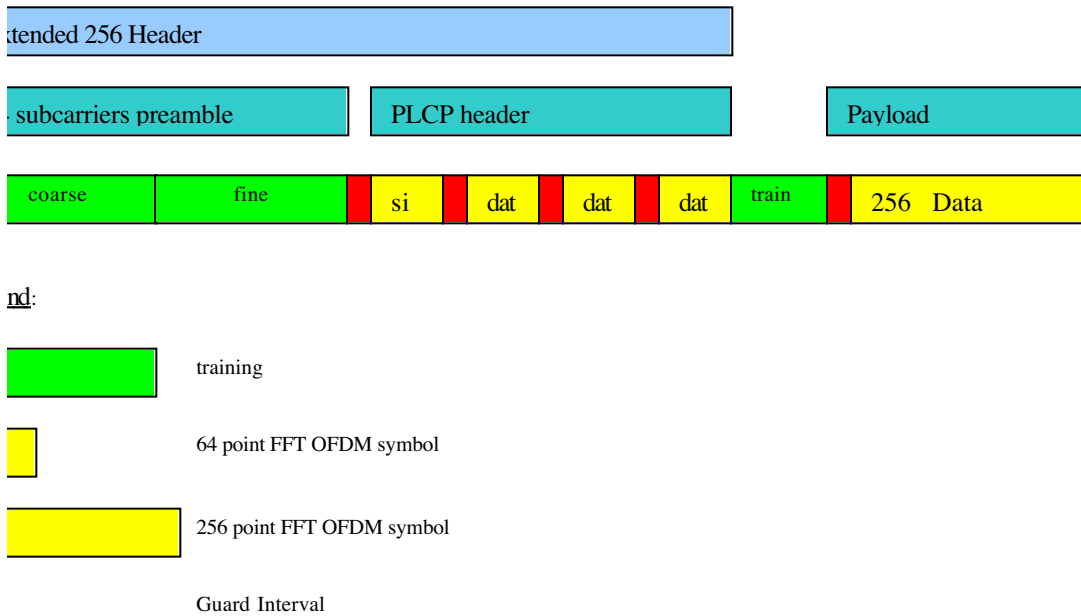 xtended 256 Header
subcarriers preamble PLCP header Payload
coarse fine si dat dat dat train 256 Data
nd:
training
64 point FFT OFDM symbol
256 point FFT OFDM symbol
Guard Interval